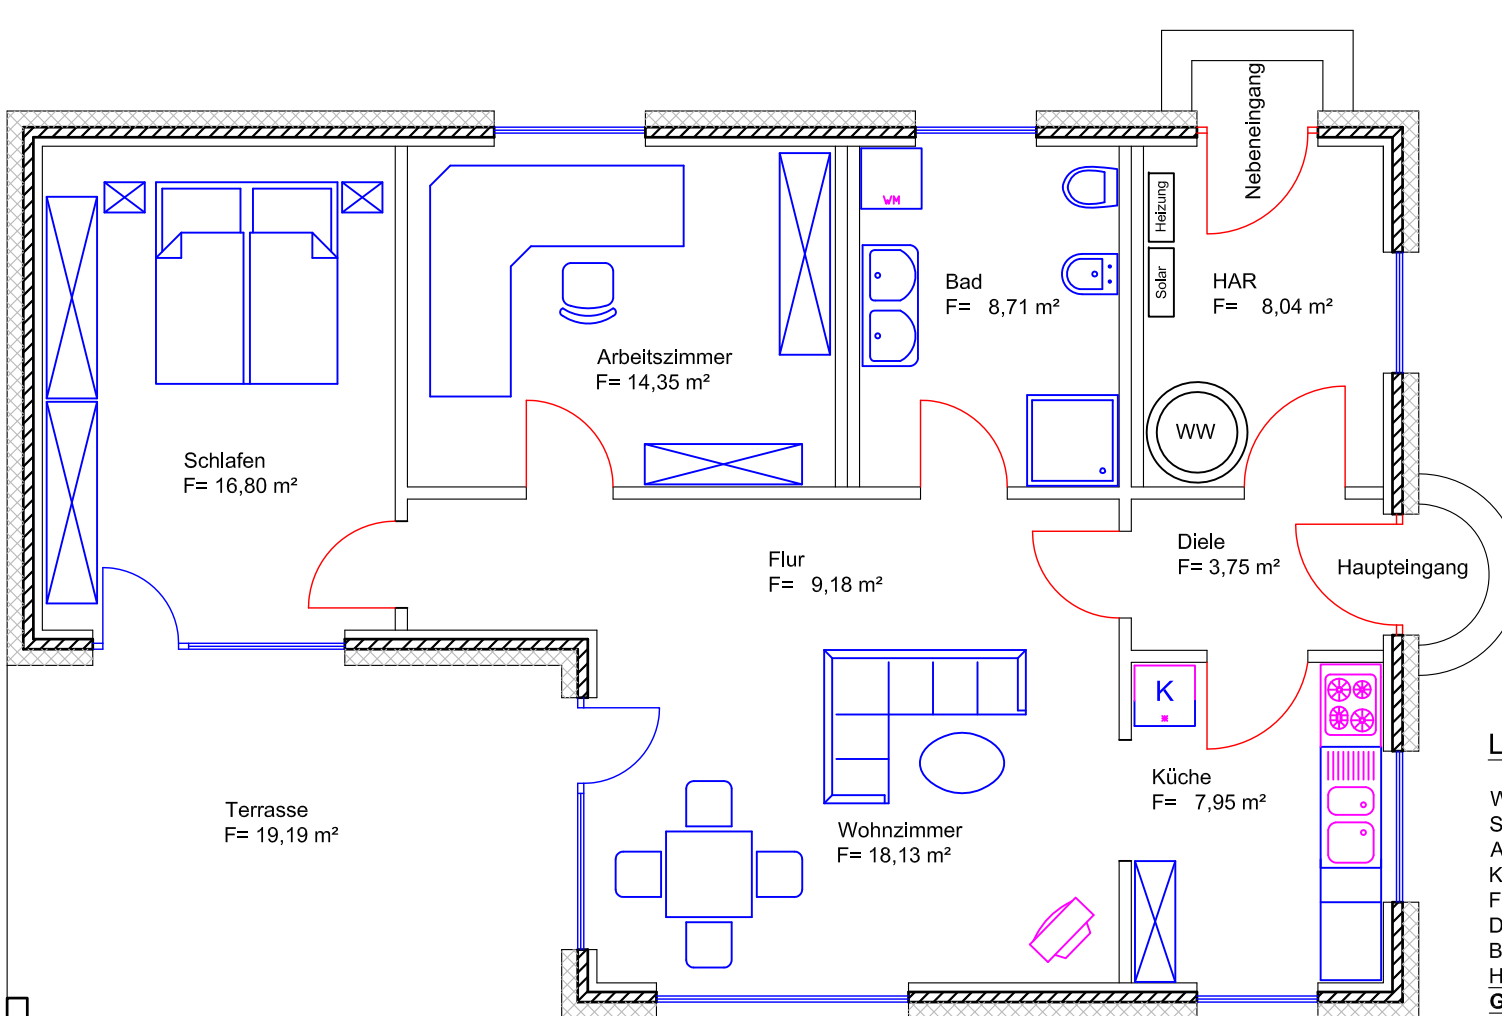 Nebeneingang
Heizung
Solar
WM
Bad
F= 8,71 m²
HAR
F= 8,04 m²
Arbeitszimmer
F= 14,35 m²
WW
Schlafen
F= 16,80 m²
Flur
F= 9,18 m²
Diele
F= 3,75 m²
Haupteingang
K
Küche
F= 7,95 m²
Terrasse
F= 19,19 m²
Wohnzimmer
F= 18,13 m²
L
W
S
A
K
F
D
B
H
G